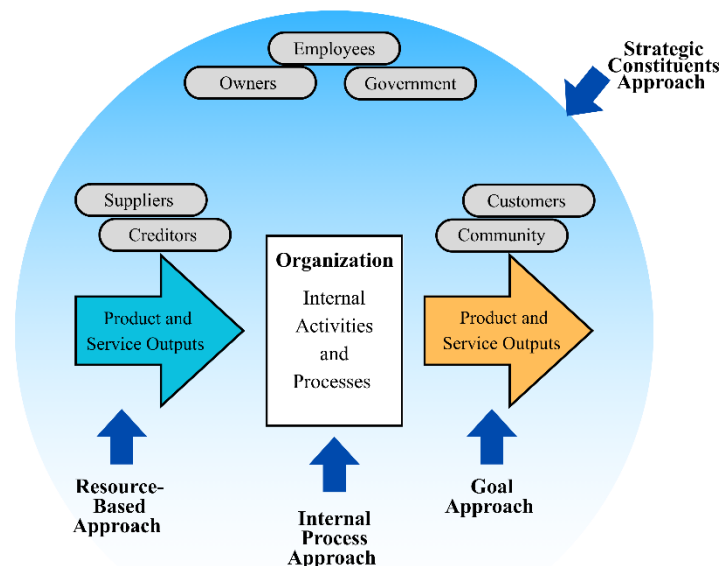 Employees
Owners
Government
Strategic
Constituents
Approach
Suppliers
Creditors
Customers
Community
Organization
Internal
Activities
and
Processes
Product and
Service Outputs
Product and
Service Outputs
Resource-
Based
Approach
Internal
Process
Approach
Goal
Approach